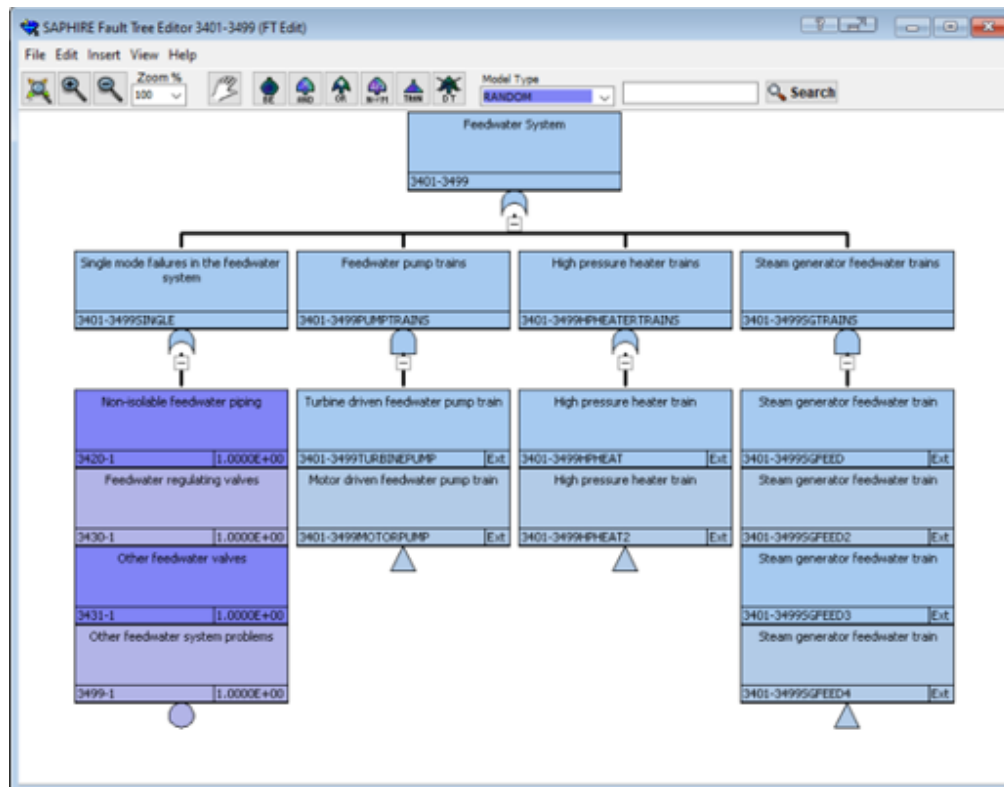 SAPHIRE Fault Tree Editor 3401-3499 (FT Edit)
File Edit Insert View Help
Zoom %
100
BE
AND
OR
N/M
TRAN
DT
Model Type
RANDOM
Search
Feedwater System
3401-3499
Single mode failures in the feedwater
system
3401-3499SINGLE
Feedwater pump trains
3401-3499PUMPTRAINS
High pressure heater trains
3401-3499HPHEATERTRAINS
Steam generator feedwater trains
3401-3499SGTRAINS
Non-isolable feedwater piping
3420-1 1.0000E+00
Feedwater regulating valves
3430-1 1.0000E+00
Other feedwater valves
3431-1 1.0000E+00
Other feedwater system problems
3499-1 1.0000E+00
Turbine driven feedwater pump train
3401-3499TURBINEPUMP Ext
Motor driven feedwater pump train
3401-3499MOTORPUMP Ext
High pressure heater train
3401-3499HPHEAT Ext
High pressure heater train
3401-3499HPHEAT2 Ext
Steam generator feedwater train
3401-3499SGFEED Ext
Steam generator feedwater train
3401-3499SGFEED2 Ext
Steam generator feedwater train
3401-3499SGFEED3 Ext
Steam generator feedwater train
3401-3499SGFEED4 Ext